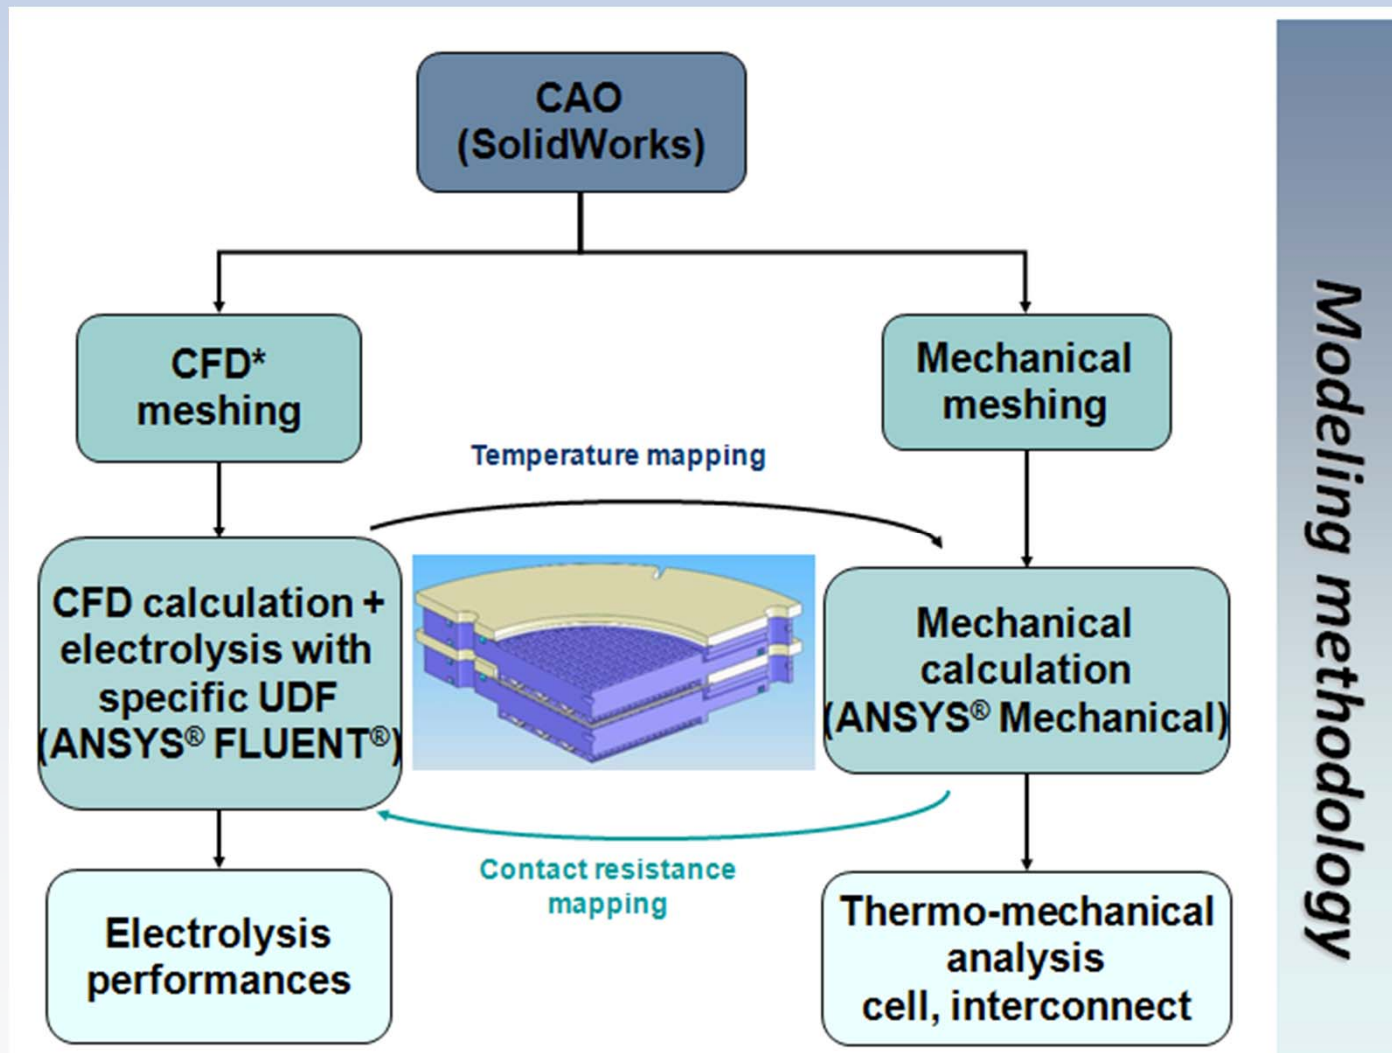 CAO
(SolidWorks)
CFD*
meshing
Mechanical
meshing
Temperature mapping
CFD calculation +
electrolysis with
specific UDF
(ANSYS® FLUENT®)
Mechanical
calculation
(ANSYS® Mechanical)
Contact resistance
mapping
Electrolysis
performances
Thermo-mechanical
analysis
cell, interconnect
Modeling methodology